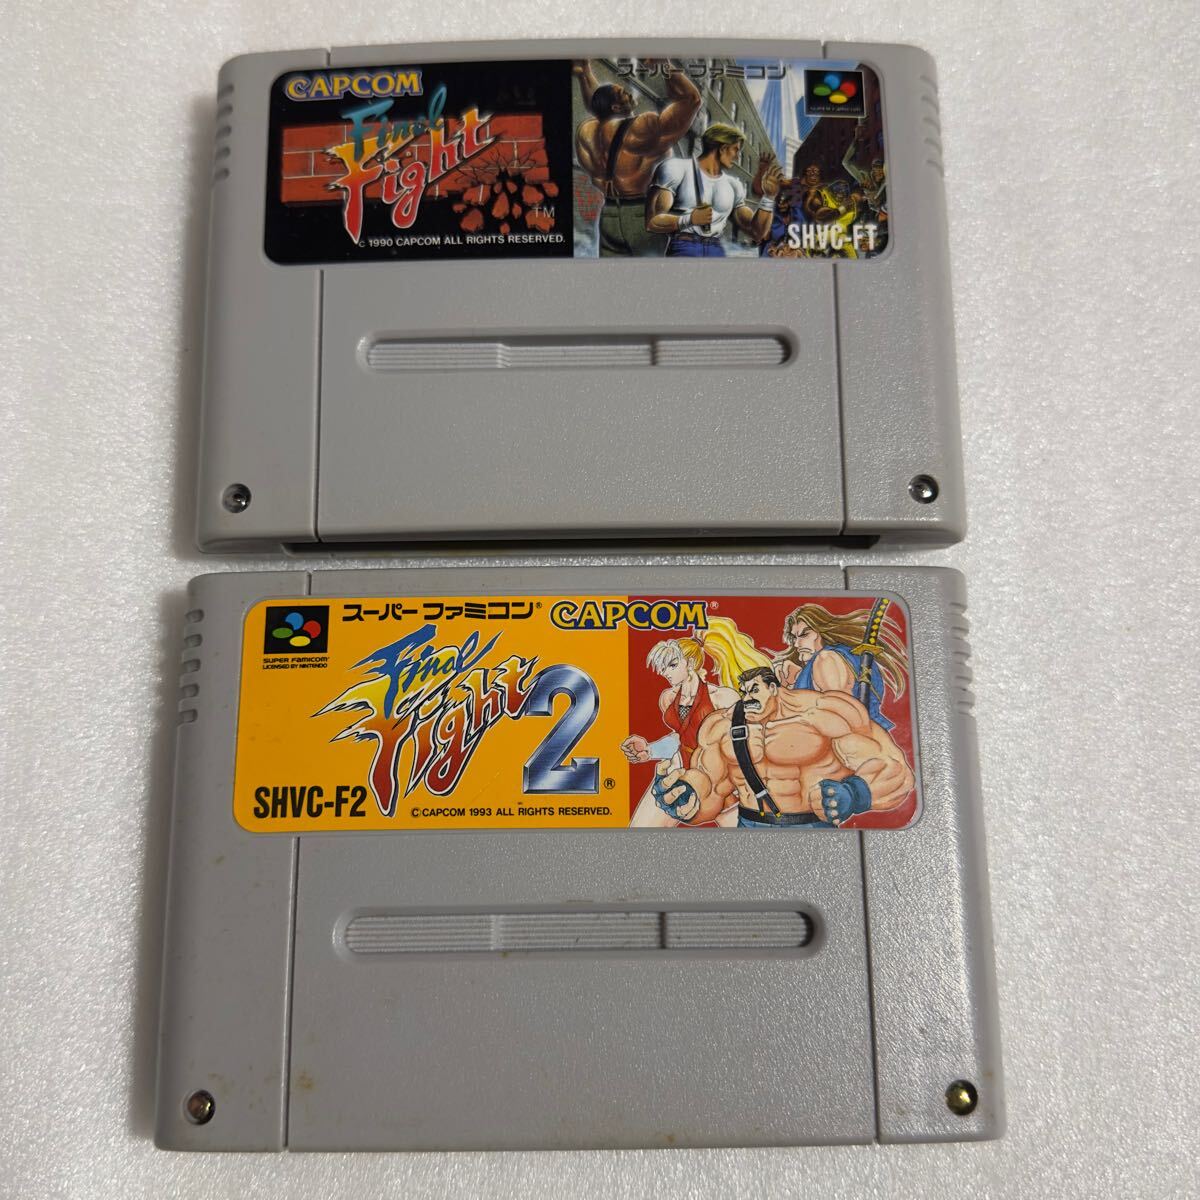 CAPCOM
スーパーファミコン
Final
Fight
TM
SHVC-FT
© 1990 CAPCOM ALL RIGHTS RESERVED.
スーパーファミコン® CAPCOM®
SUPER FAMICOM
LICENSED BY NINTENDO
Final
Fight 2®
SHVC-F2
© CAPCOM 1993 ALL RIGHTS RESERVED.